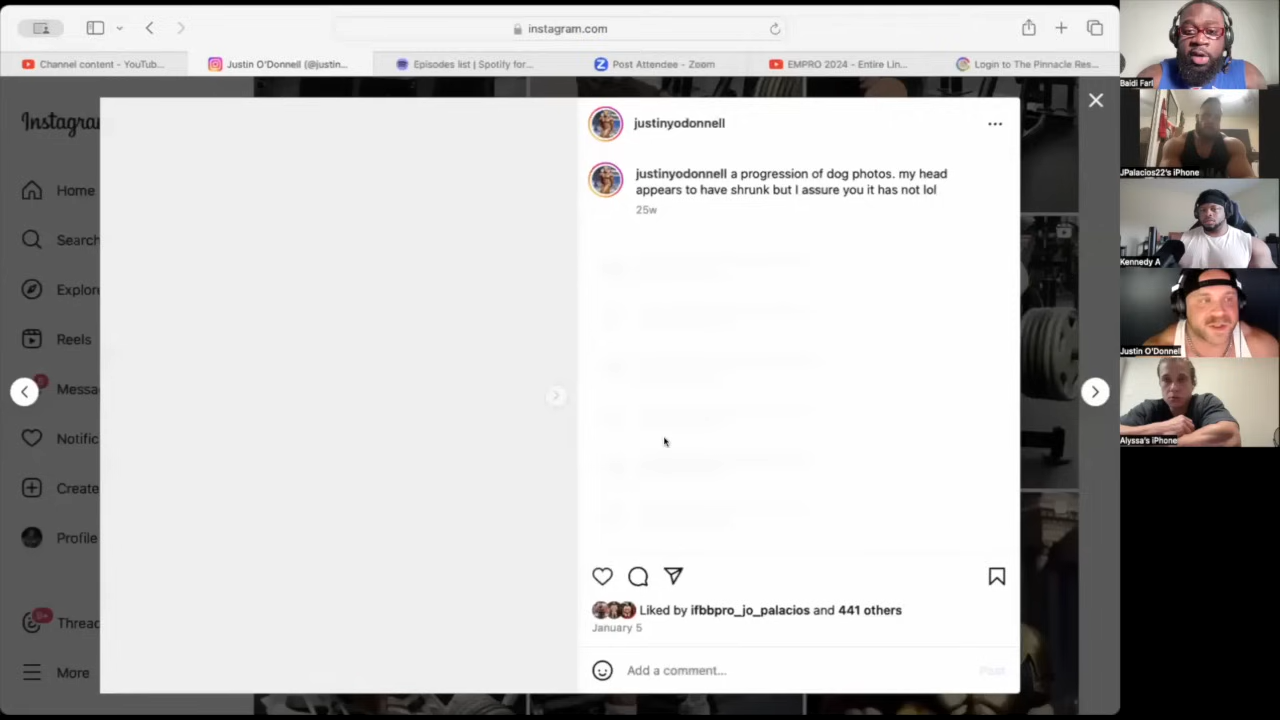 instagram.com
Channel content - YouTub...
Justin O'Donnell (@justin...
Episodes list | Spotify for...
Post Attendee - Zoom
EMPRO 2024 - Entire Lin...
Login to The Pinnacle Res...
Instagra
Home
Search
Explor
Reels
Messa
Notific
Create
Profile
Threa
More
justinyodonnell
justinyodonnell a progression of dog photos. my head
appears to have shrunk but I assure you it has not lol
25w
Liked by ifbbpro_jo_palacios and 441 others
January 5
Add a comment...
Post
Baidi Farl
JPalacios22's iPhone
Kennedy A
Justin O'Donnell
Alyssa's iPhone